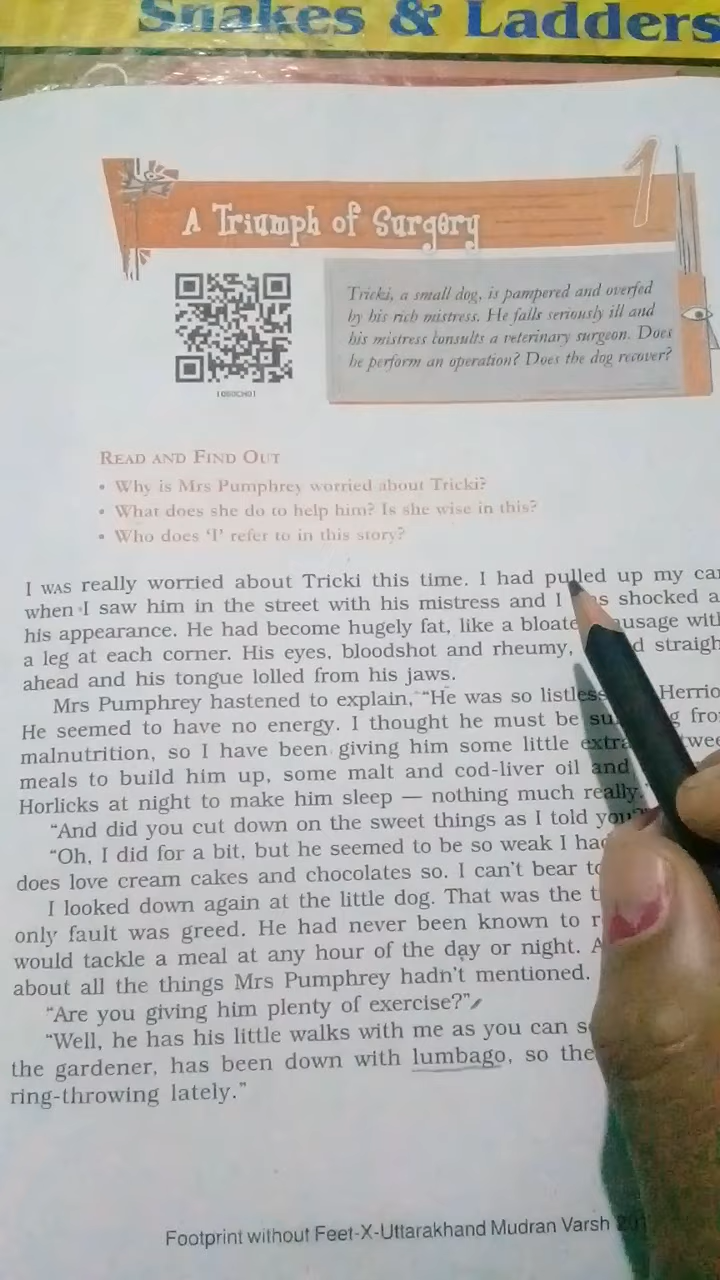 Snakes & Ladders
1
A Triumph of Surgery
Tricki, a small dog, is pampered and overfed
by his rich mistress. He falls seriously ill and
his mistress consults a veterinary surgeon. Does
he perform an operation? Does the dog recover?
1060CH01
READ AND FIND OUT
• Why is Mrs Pumphrey worried about Tricki?
• What does she do to help him? Is she wise in this?
• Who does 'I' refer to in this story?
I WAS really worried about Tricki this time. I had pulled up my
when I saw him in the street with his mistress and I shocked
his appearance. He had become hugely fat, like a
a leg at each corner. His eyes, bloodshot and rheumy,
ahead and his tongue lolled from his jaws.
Mrs Pumphrey hastened to explain, "He was so
He seemed to have no energy. I thought he must be
malnutrition, so I have been giving him some little
meals to build him up, some malt and cod-liver oil and
Horlicks at night to make him sleep — nothing much really."
"And did you cut down on the sweet things as I told you?"
"Oh, I did for a bit, but he seemed to be so weak I
does love cream cakes and chocolates so. I can't bear
I looked down again at the little dog. That was the
only fault was greed. He had never been known to
would tackle a meal at any hour of the day or night.
about all the things Mrs Pumphrey hadn't mentioned.
"Are you giving him plenty of exercise?"
"Well, he has his little walks with me as you can
the gardener, has been down with lumbago, so
ring-throwing lately."
Footprint without Feet-X-Uttarakhand Mudran Varsh